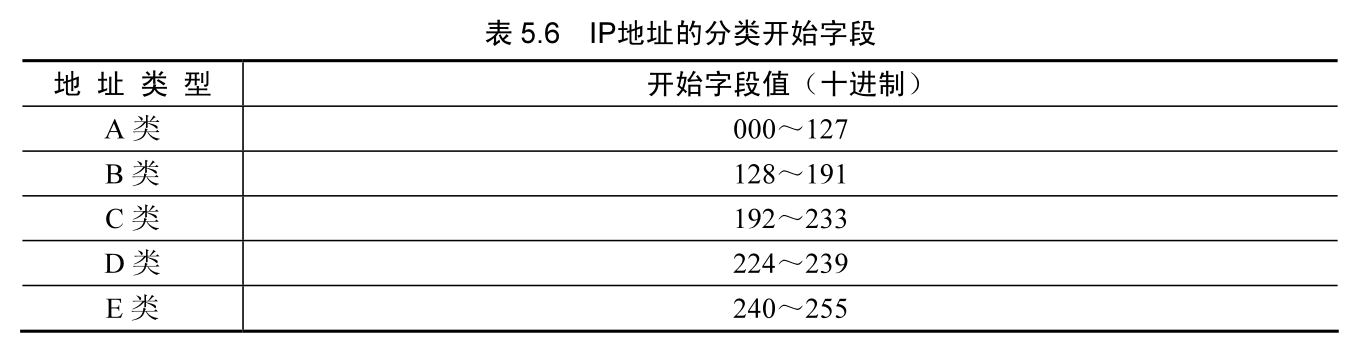 表 5.6 IP地址的分类开始字段
地 址 类 型 开始字段值（十进制）
A 类 000～127
B 类 128～191
C 类 192～233
D 类 224～239
E 类 240～255